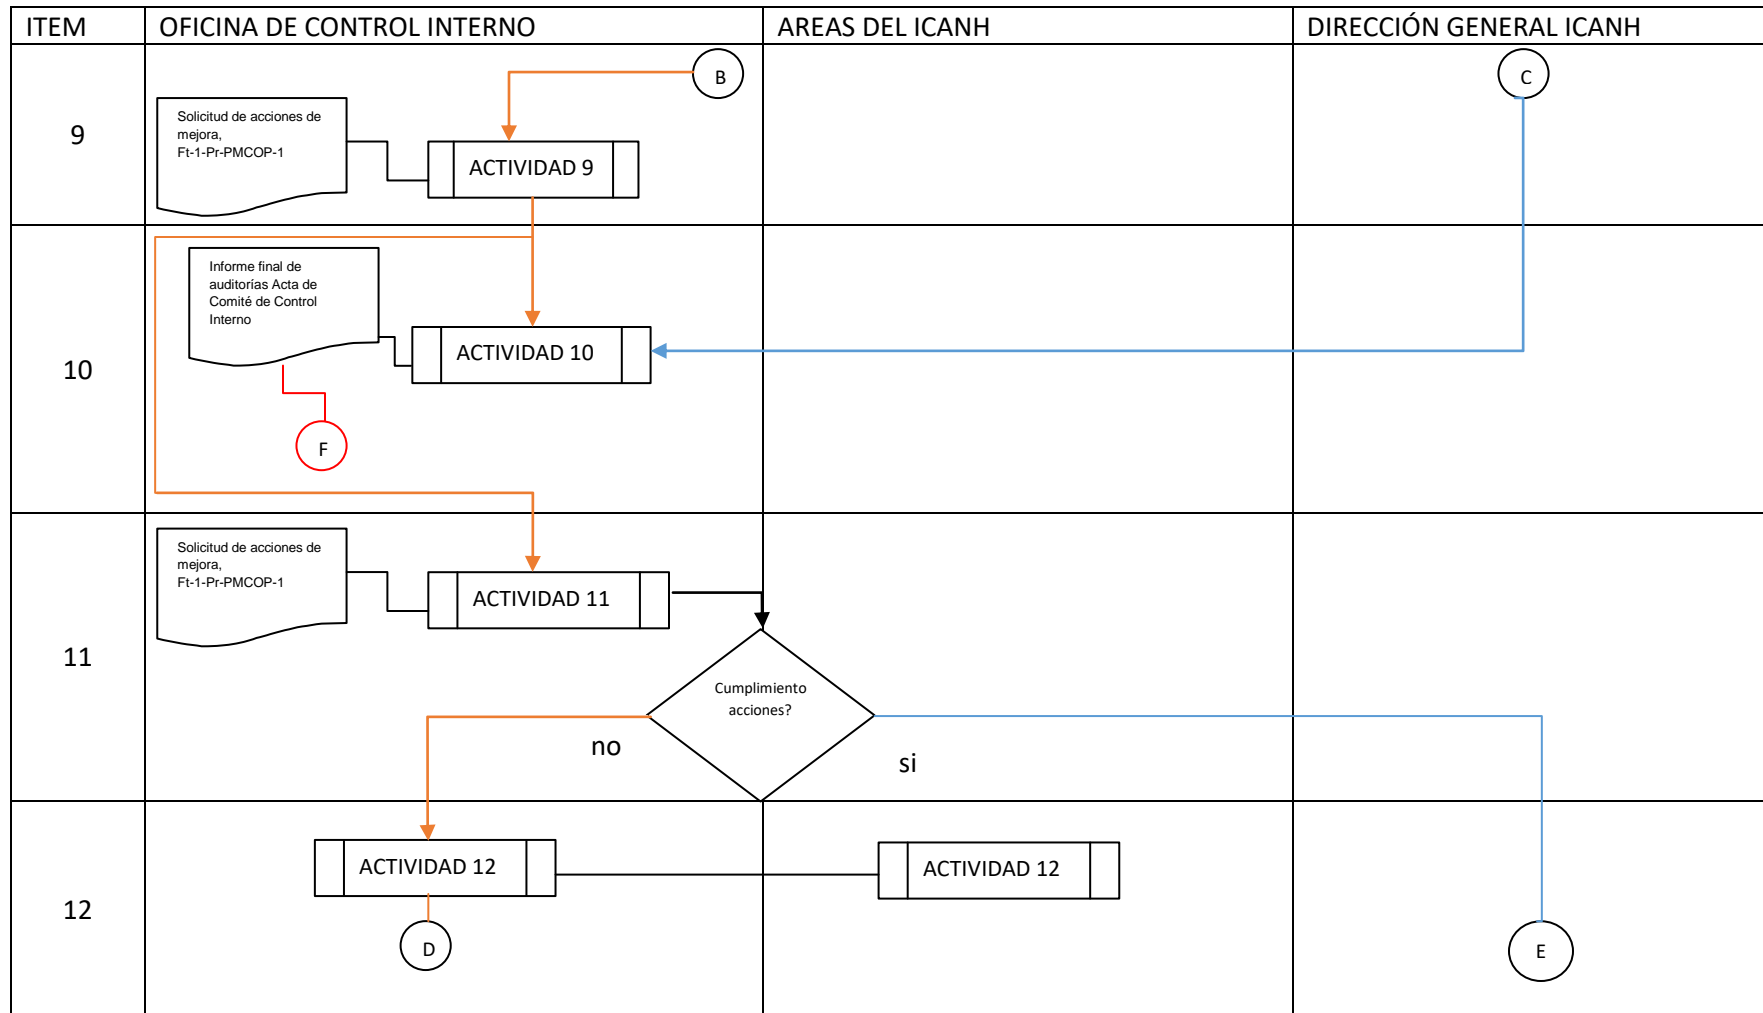 ITEM
OFICINA DE CONTROL INTERNO
AREAS DEL ICANH
DIRECCIÓN GENERAL ICANH
9
B
C
Solicitud de acciones de
mejora,
Ft-1-Pr-PMCOP-1
ACTIVIDAD 9
10
Informe final de
auditorías Acta de
Comité de Control
Interno
ACTIVIDAD 10
F
11
Solicitud de acciones de
mejora,
Ft-1-Pr-PMCOP-1
ACTIVIDAD 11
Cumplimiento
acciones?
no
si
12
ACTIVIDAD 12
ACTIVIDAD 12
D
E